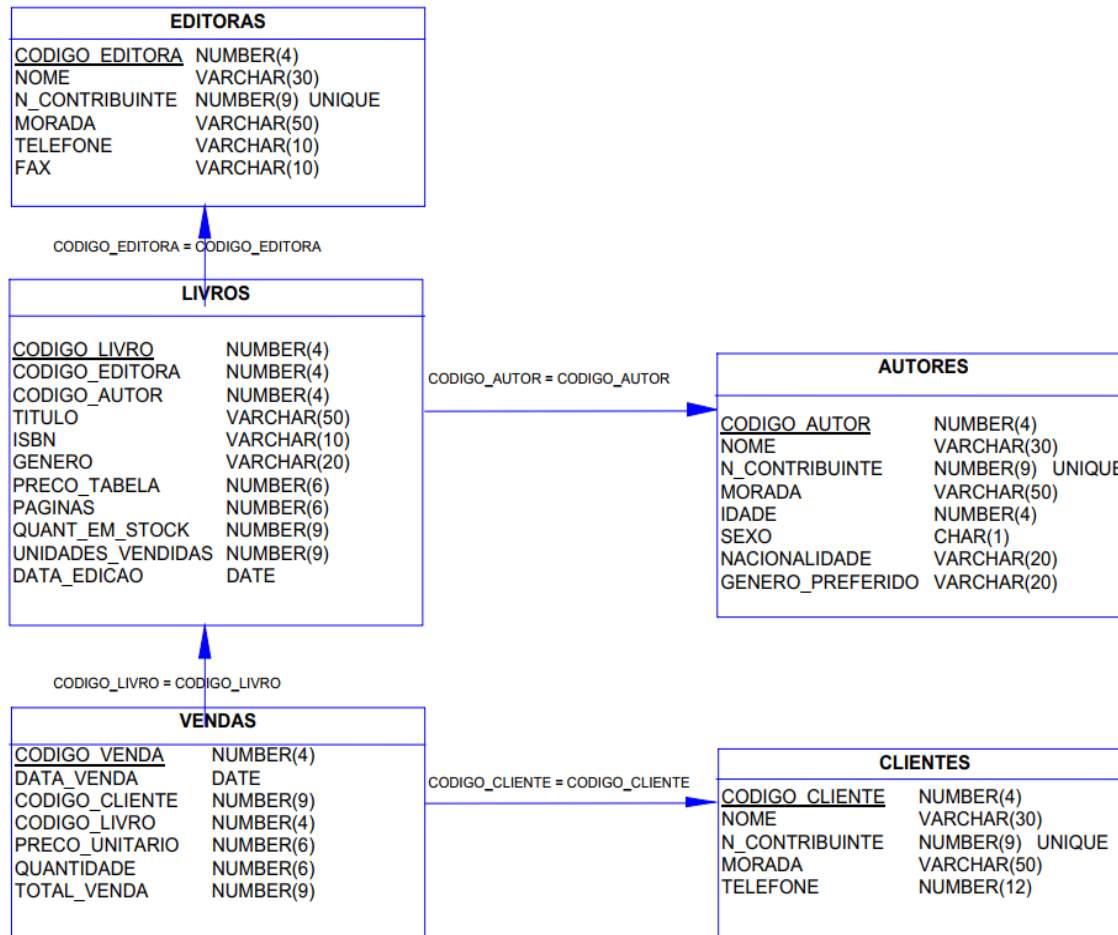 EDITORAS
CODIGO_EDITORA NUMBER(4)
NOME VARCHAR(30)
N_CONTRIBUINTE NUMBER(9) UNIQUE
MORADA VARCHAR(50)
TELEFONE VARCHAR(10)
FAX VARCHAR(10)
CODIGO_EDITORA = CODIGO_EDITORA
LIVROS
CODIGO_LIVRO NUMBER(4)
CODIGO_EDITORA NUMBER(4)
CODIGO_AUTOR NUMBER(4)
TITULO VARCHAR(50)
ISBN VARCHAR(10)
GENERO VARCHAR(20)
PRECO_TABELA NUMBER(6)
PAGINAS NUMBER(6)
QUANT_EM_STOCK NUMBER(9)
UNIDADES_VENDIDAS NUMBER(9)
DATA_EDICAO DATE
CODIGO_AUTOR = CODIGO_AUTOR
AUTORES
CODIGO_AUTOR NUMBER(4)
NOME VARCHAR(30)
N_CONTRIBUINTE NUMBER(9) UNIQUE
MORADA VARCHAR(50)
IDADE NUMBER(4)
SEXO CHAR(1)
NACIONALIDADE VARCHAR(20)
GENERO_PREFERIDO VARCHAR(20)
CODIGO_LIVRO = CODIGO_LIVRO
VENDAS
CODIGO_VENDA NUMBER(4)
DATA_VENDA DATE
CODIGO_CLIENTE NUMBER(9)
CODIGO_LIVRO NUMBER(4)
PRECO_UNITARIO NUMBER(6)
QUANTIDADE NUMBER(6)
TOTAL_VENDA NUMBER(9)
CODIGO_CLIENTE = CODIGO_CLIENTE
CLIENTES
CODIGO_CLIENTE NUMBER(4)
NOME VARCHAR(30)
N_CONTRIBUINTE NUMBER(9) UNIQUE
MORADA VARCHAR(50)
TELEFONE NUMBER(12)